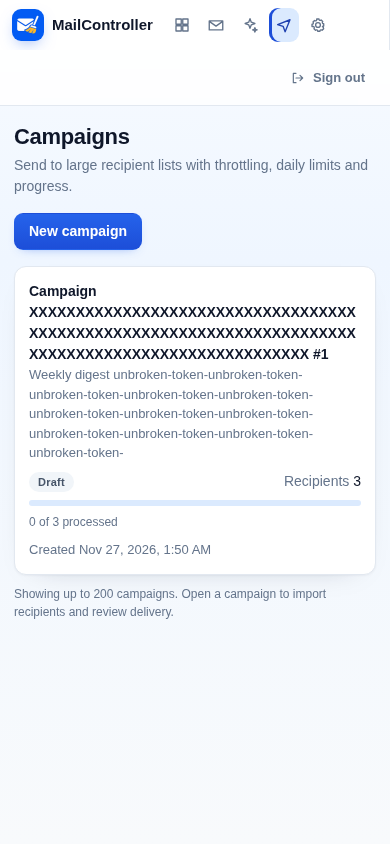 MailController
Sign out
Campaigns
Send to large recipient lists with throttling, daily limits and
progress.
New campaign
Campaign
XXXXXXXXXXXXXXXXXXXXXXXXXXXXXXXXXXX
XXXXXXXXXXXXXXXXXXXXXXXXXXXXXXXXXXX
XXXXXXXXXXXXXXXXXXXXXXXXXXXXXX #1
Weekly digest unbroken-token-unbroken-token-
unbroken-token-unbroken-token-unbroken-token-
unbroken-token-unbroken-token-unbroken-token-
unbroken-token-unbroken-token-unbroken-token-
unbroken-token-
Draft
Recipients 3
0 of 3 processed
Created Nov 27, 2026, 1:50 AM
Showing up to 200 campaigns. Open a campaign to import
recipients and review delivery.